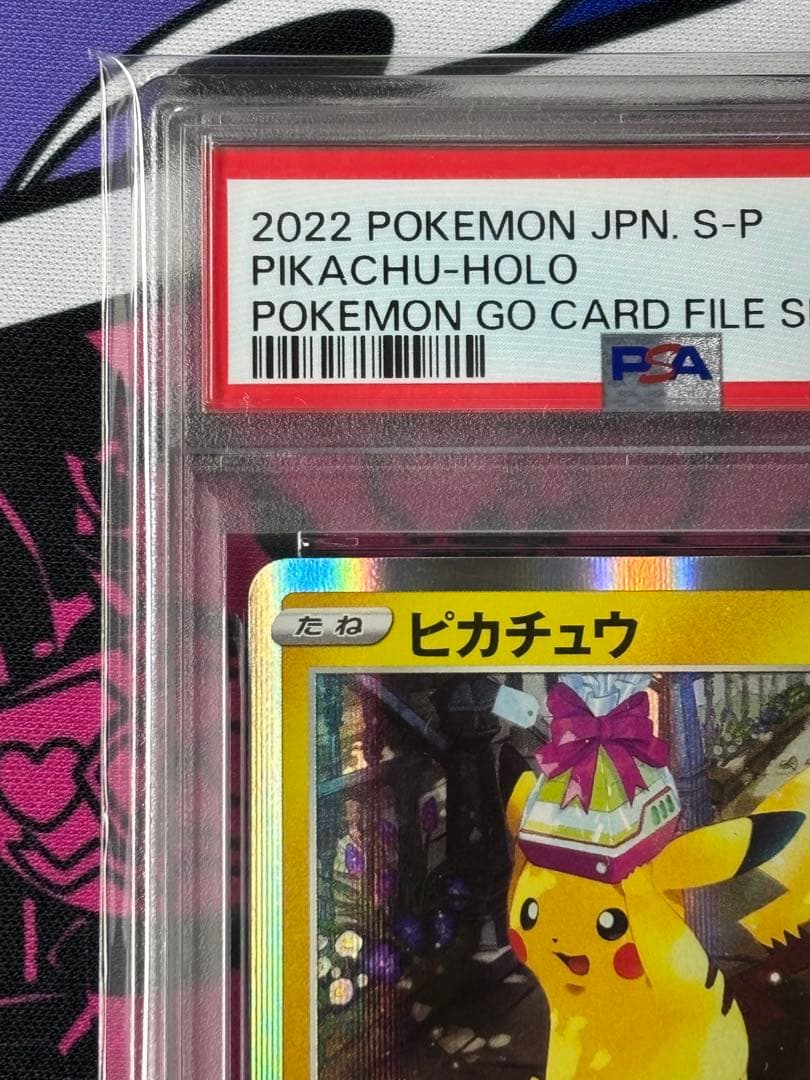 2022 POKEMON JPN. S-P
PIKACHU-HOLO
POKEMON GO CARD FILE
PSA
たね ピカチュウ